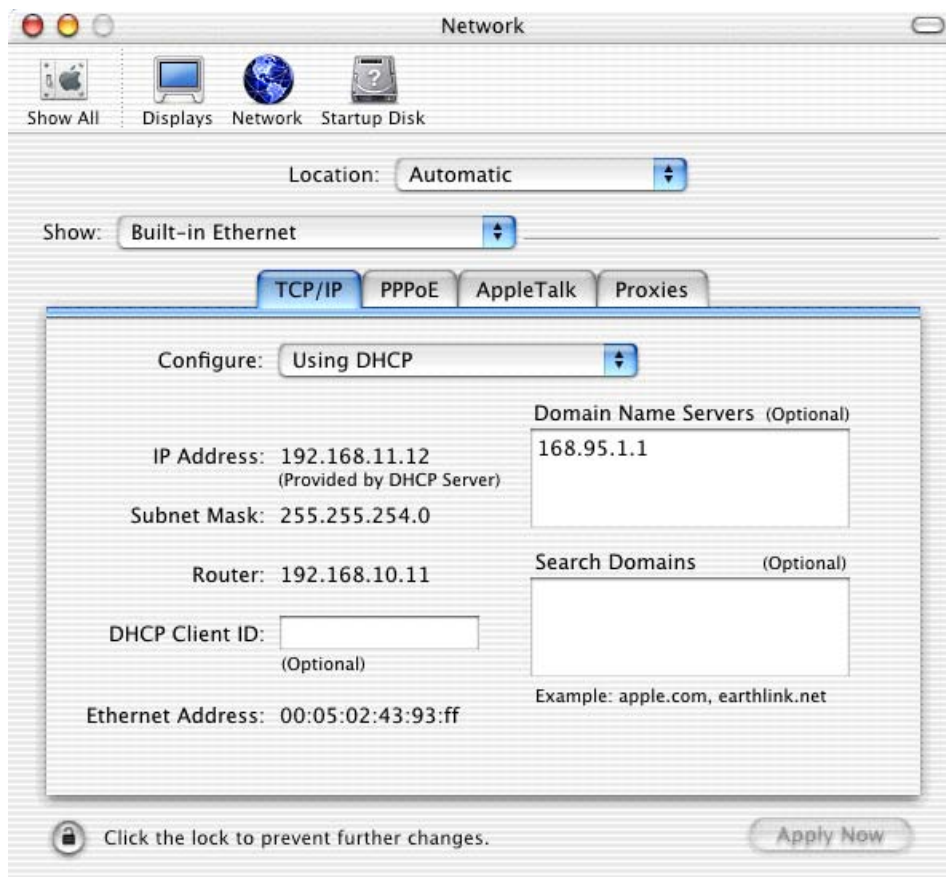 Network
Show All
Displays
Network
Startup Disk
Location: Automatic
Show: Built-in Ethernet
TCP/IP
PPPoE
AppleTalk
Proxies
Configure: Using DHCP
Domain Name Servers (Optional)
168.95.1.1
IP Address: 192.168.11.12
(Provided by DHCP Server)
Subnet Mask: 255.255.254.0
Router: 192.168.10.11
Search Domains (Optional)
DHCP Client ID:
(Optional)
Example: apple.com, earthlink.net
Ethernet Address: 00:05:02:43:93:ff
Click the lock to prevent further changes.
Apply Now